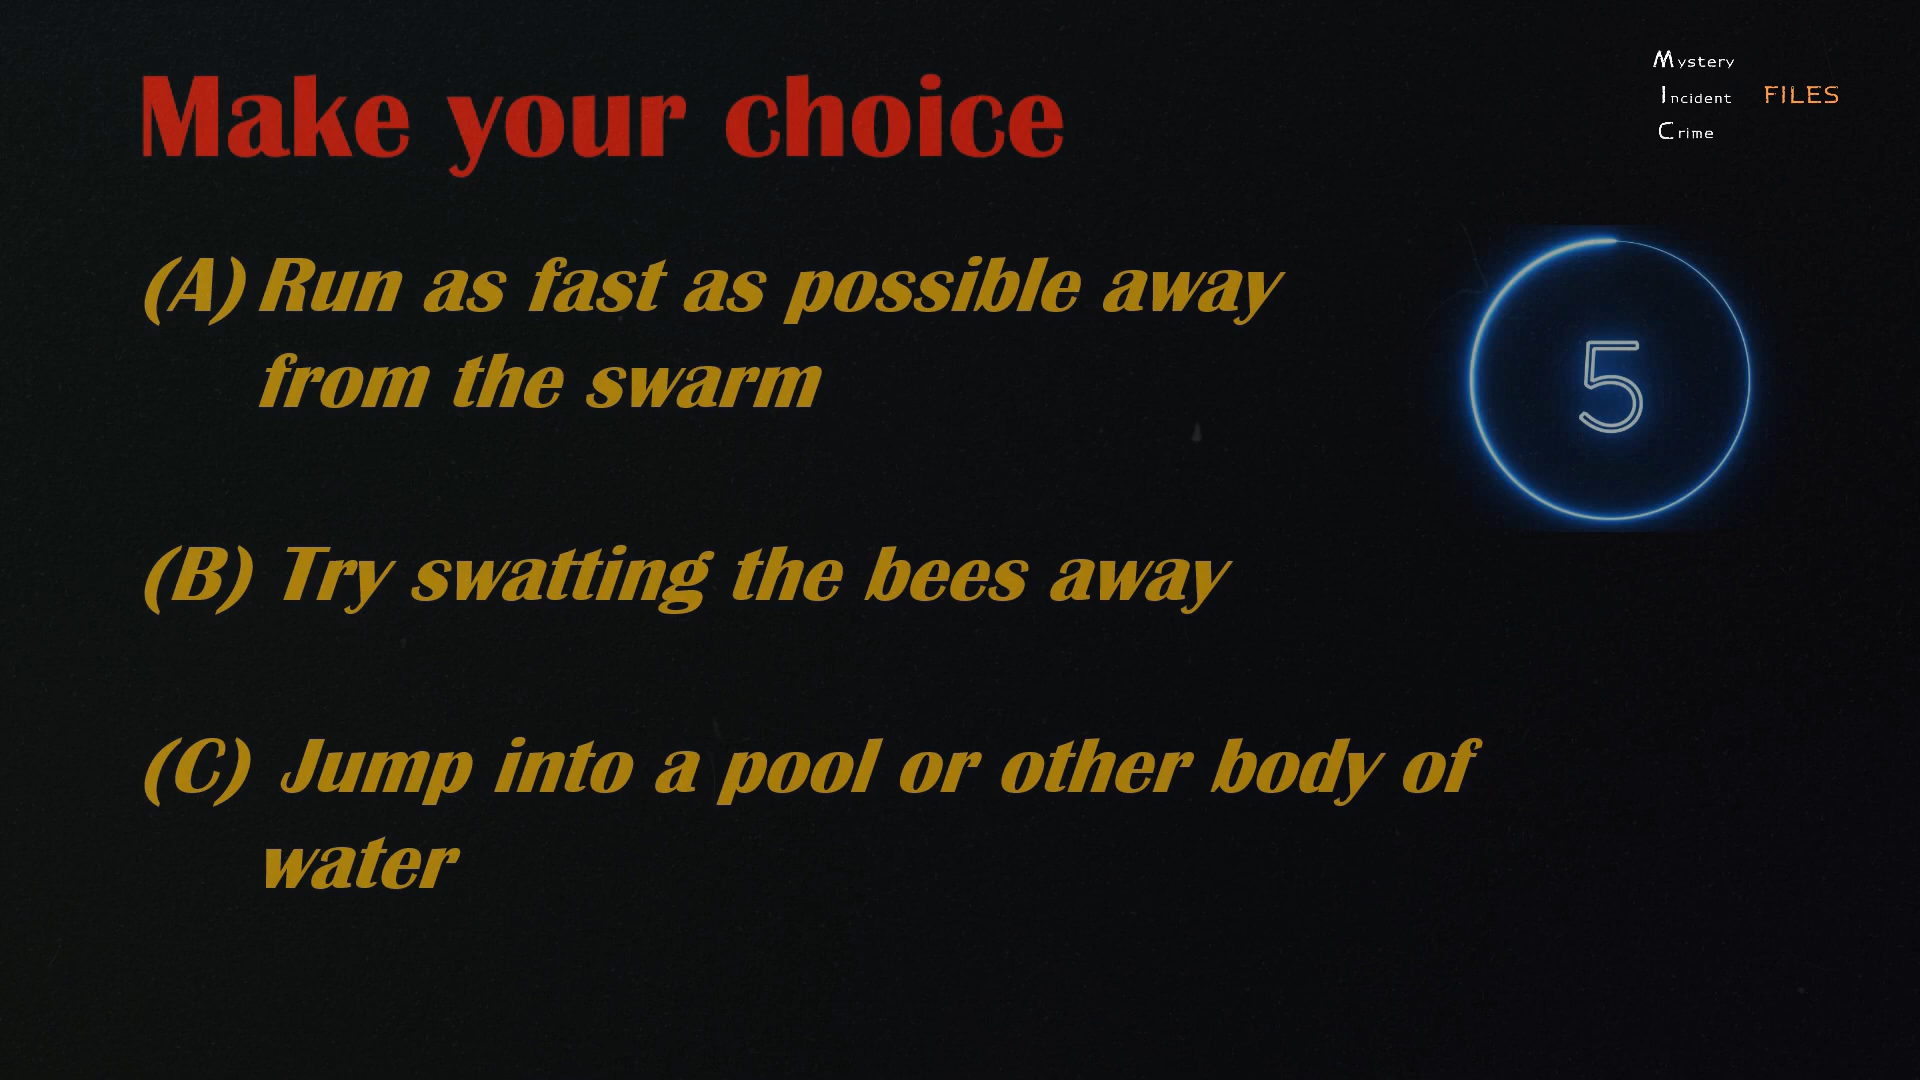 Make your choice
Mystery
Incident FILES
Crime
(A) Run as fast as possible away
from the swarm
5
(B) Try swatting the bees away
(C) Jump into a pool or other body of
water